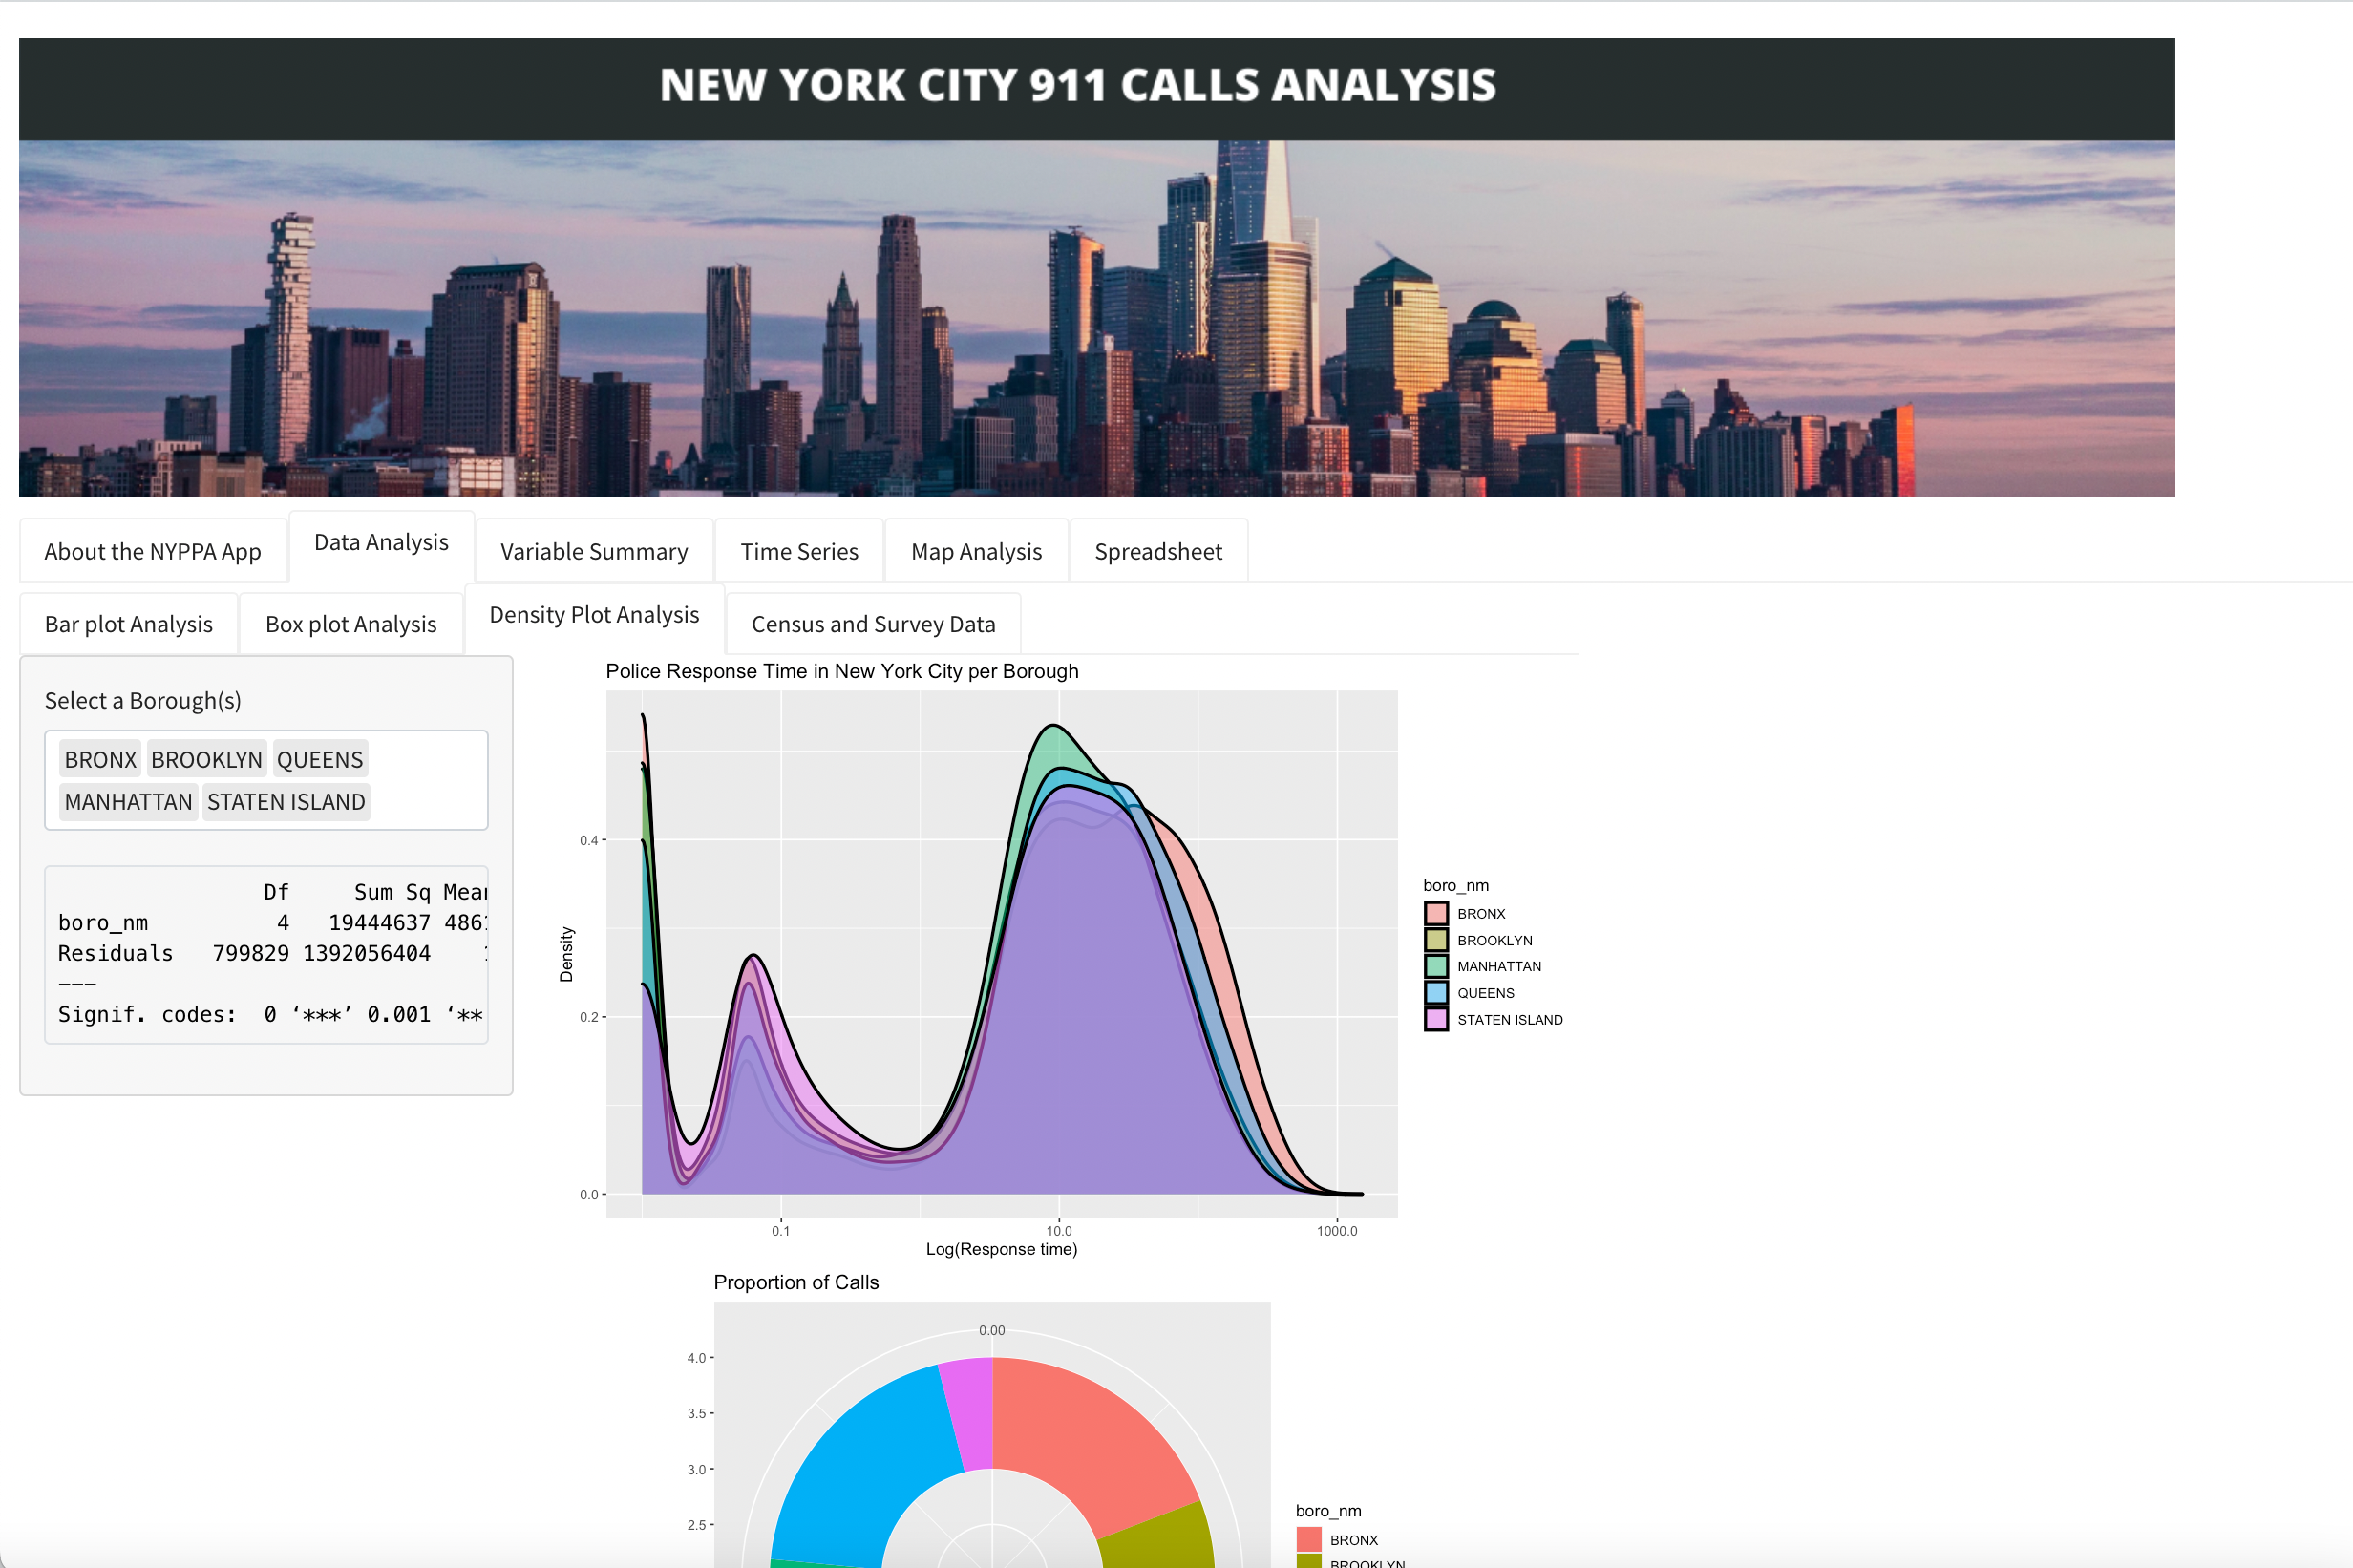 NEW YORK CITY 911 CALLS ANALYSIS
About the NYPPA App Data Analysis Variable Summary Time Series Map Analysis Spreadsheet
Bar plot Analysis Box plot Analysis Density Plot Analysis Census and Survey Data
Select a Borough(s)
BRONX BROOKLYN QUEENS
MANHATTAN STATEN ISLAND
Df Sum Sq Mean
boro_nm 4 19444637 4861
Residuals 799829 1392056404
---
Signif. codes: 0 ‘***’ 0.001 ‘**
Police Response Time in New York City per Borough
0.4
0.2
0.0
Density
0.1 10.0 1000.0
Log(Response time)
boro_nm
BRONX
BROOKLYN
MANHATTAN
QUEENS
STATEN ISLAND
Proportion of Calls
0.00
4.0
3.5
3.0
2.5
boro_nm
BRONX
BROOKLYN